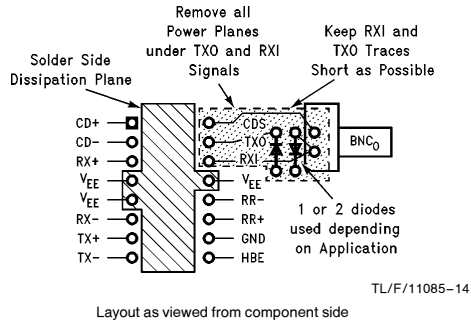 Remove all
Power Planes
under TXO and RXI
Signals
Keep RXI and
TXO Traces
Short as Possible
Solder Side
Dissipation Plane
CD+
CD-
RX+
VEE
VEE
RX-
TX+
TX-
CDS
TXO
RXI
VEE
RR-
RR+
GND
HBE
BNCO
1 or 2 diodes
used depending
on Application
TL/F/11085-14
Layout as viewed from component side